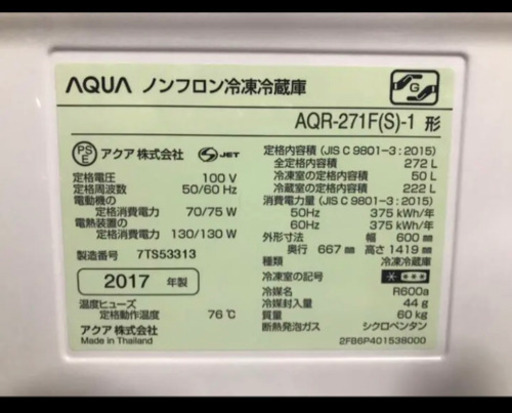 AQUA ノンフロン冷凍冷蔵庫
G
AQR-271F(S)-1 形
PSE アクア 株式会社 S JET
定格電圧 100 V
定格周波数 50/60 Hz
電動機の
定格消費電力 70/75 W
電熱装置の
定格消費電力 130/130 W
製造番号 7TS53313
2017 年製
温度ヒューズ
定格動作温度 76℃
アクア 株式会社
Made in Thailand
定格内容積 (JIS C 9801-3 : 2015)
全定格内容積 272 L
冷凍室の定格内容積 50 L
冷蔵室の定格内容積 222 L
消費電力量 (JIS C 9801-3 : 2015)
50Hz 375 kWh/年
60Hz 375 kWh/年
外形寸法 幅 600 mm
奥行 667 mm 高さ 1419 mm
種類 冷凍冷蔵庫
冷凍室の記号
冷媒名 R600a
冷媒封入量 44 g
質量 60 kg
断熱発泡ガス シクロペンタン
2FB6P401538000